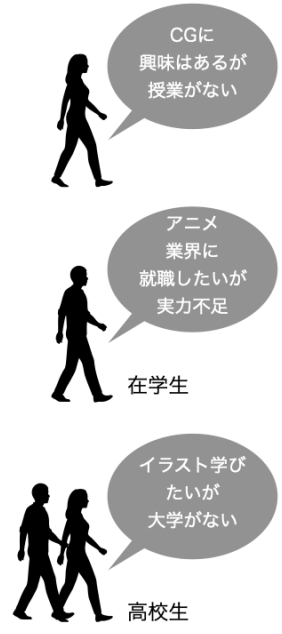 CGに
興味はあるが
授業がない
アニメ
業界に
就職したいが
実力不足
在学生
イラスト学び
たいが
大学がない
高校生